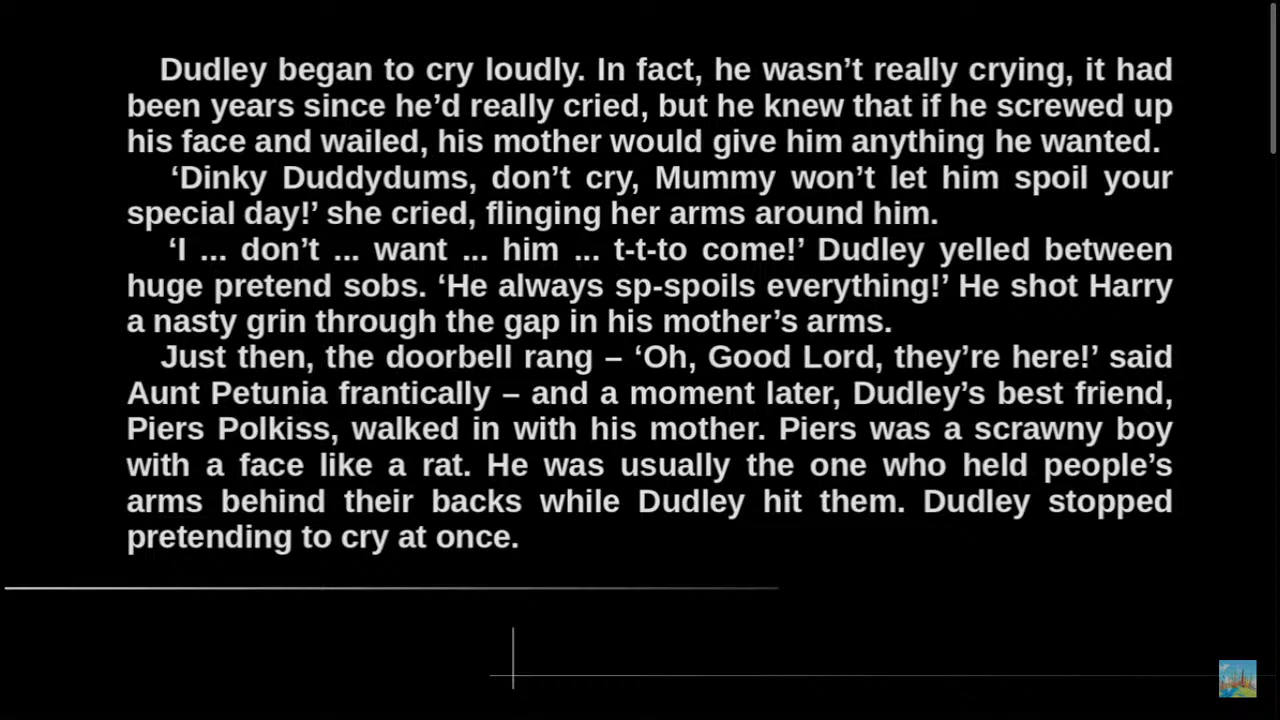 Dudley began to cry loudly. In fact, he wasn’t really crying, it had
been years since he’d really cried, but he knew that if he screwed up
his face and wailed, his mother would give him anything he wanted.
‘Dinky Duddydums, don’t cry, Mummy won’t let him spoil your
special day!’ she cried, flinging her arms around him.
‘I ... don’t ... want ... him ... t-t-to come!’ Dudley yelled between
huge pretend sobs. ‘He always sp-spoils everything!’ He shot Harry
a nasty grin through the gap in his mother’s arms.
Just then, the doorbell rang – ‘Oh, Good Lord, they’re here!’ said
Aunt Petunia frantically – and a moment later, Dudley’s best friend,
Piers Polkiss, walked in with his mother. Piers was a scrawny boy
with a face like a rat. He was usually the one who held people’s
arms behind their backs while Dudley hit them. Dudley stopped
pretending to cry at once.